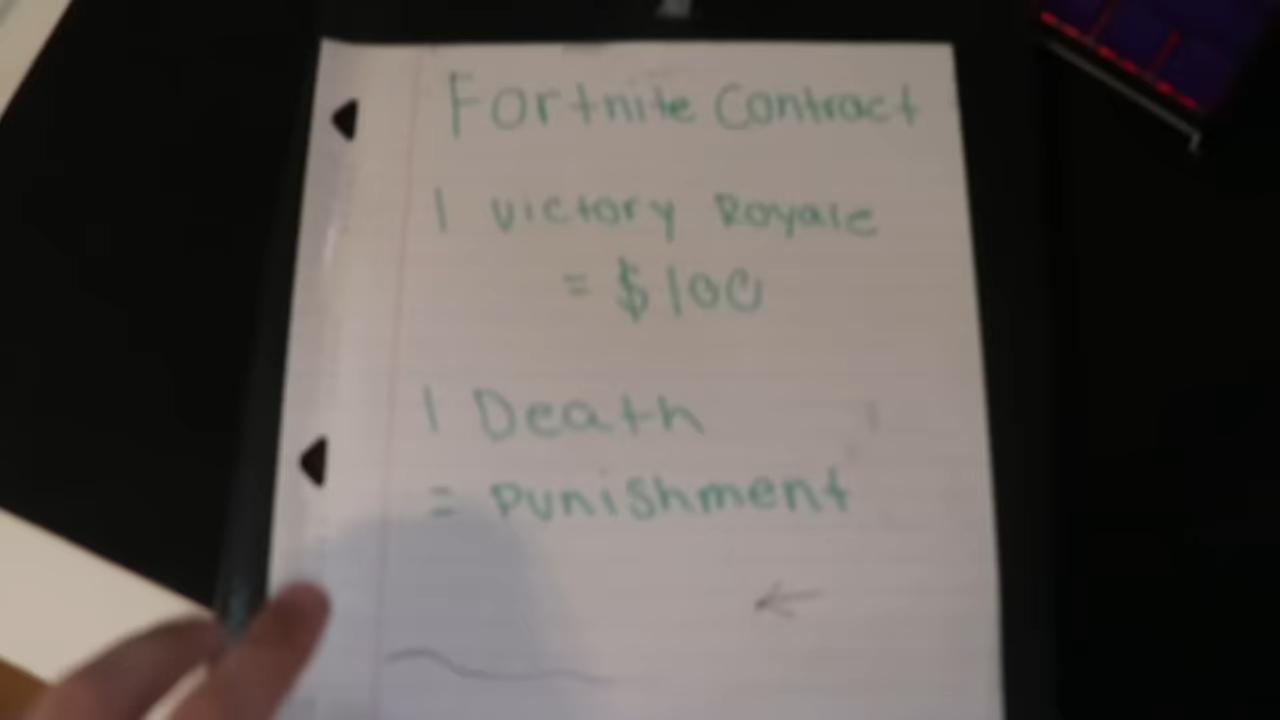 Fortnite Contract
1 Victory Royale
= $100
1 Death
= Punishment